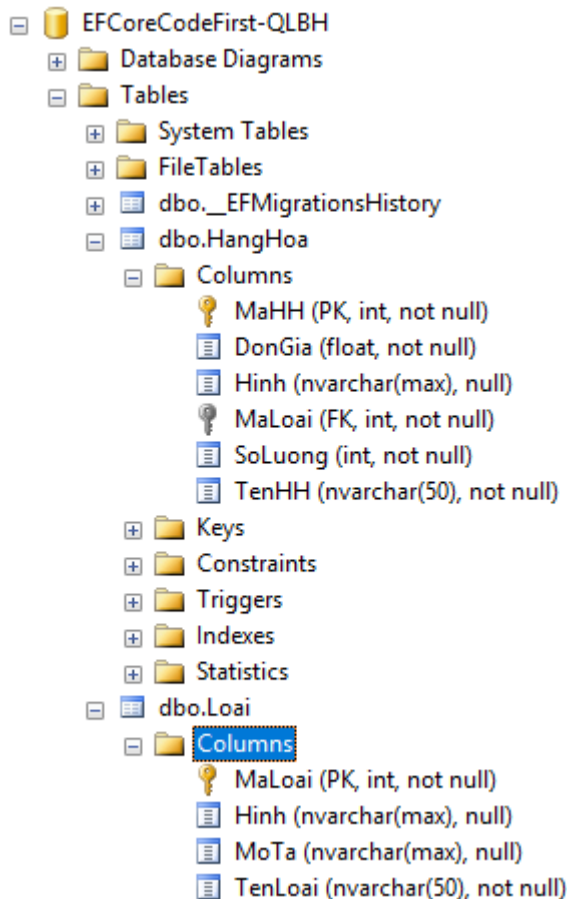 EFCoreCodeFirst-QLBH
Database Diagrams
Tables
System Tables
FileTables
dbo.__EFMigrationsHistory
dbo.HangHoa
Columns
MaHH (PK, int, not null)
DonGia (float, not null)
Hinh (nvarchar(max), null)
MaLoai (FK, int, not null)
SoLuong (int, not null)
TenHH (nvarchar(50), not null)
Keys
Constraints
Triggers
Indexes
Statistics
dbo.Loai
Columns
MaLoai (PK, int, not null)
Hinh (nvarchar(max), null)
MoTa (nvarchar(max), null)
TenLoai (nvarchar(50), not null)